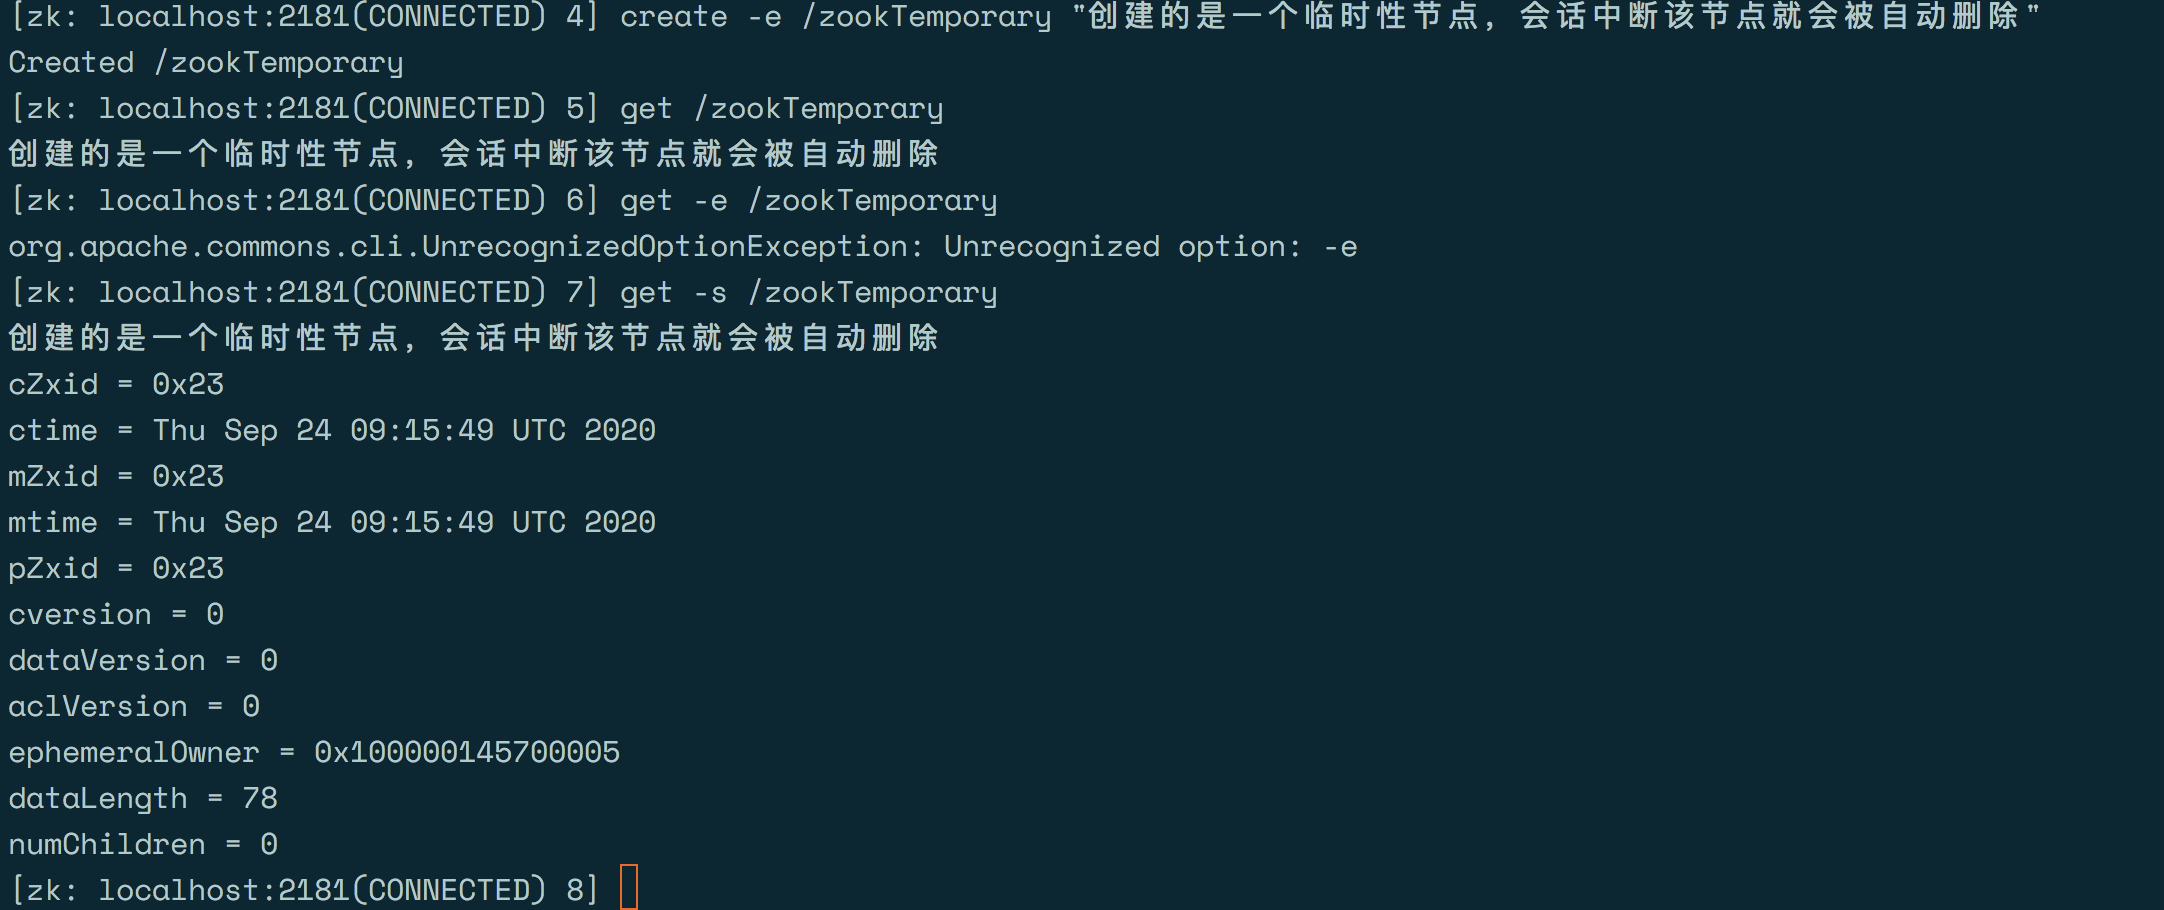 [zk: localhost:2181(CONNECTED) 4] create -e /zookTemporary "创建的是一个临时性节点，会话中断该节点就会被自动删除"
Created /zookTemporary
[zk: localhost:2181(CONNECTED) 5] get /zookTemporary
创建的是一个临时性节点，会话中断该节点就会被自动删除
[zk: localhost:2181(CONNECTED) 6] get -e /zookTemporary
org.apache.commons.cli.UnrecognizedOptionException: Unrecognized option: -e
[zk: localhost:2181(CONNECTED) 7] get -s /zookTemporary
创建的是一个临时性节点，会话中断该节点就会被自动删除
cZxid = 0x23
ctime = Thu Sep 24 09:15:49 UTC 2020
mZxid = 0x23
mtime = Thu Sep 24 09:15:49 UTC 2020
pZxid = 0x23
cversion = 0
dataVersion = 0
aclVersion = 0
ephemeralOwner = 0x100000145700005
dataLength = 78
numChildren = 0
[zk: localhost:2181(CONNECTED) 8]